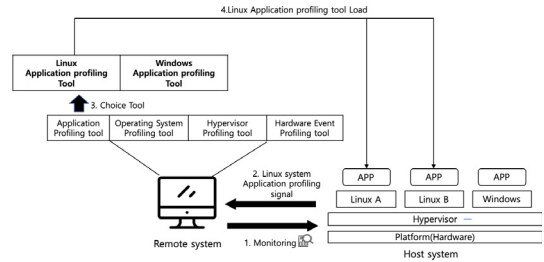 4.Linux Application profiling tool Load
Linux
Application profiling
Tool
Windows
Application profiling
Tool
3. Choice Tool
Application
Profiling tool
Operating System
Profiling tool
Hypervisor
Profiling tool
Hardware Event
Profiling tool
2. Linux system
Application profiling
signal
APP
APP
APP
Linux A
Linux B
Windows
Hypervisor
Platform(Hardware)
Remote system
1. Monitoring
Host system